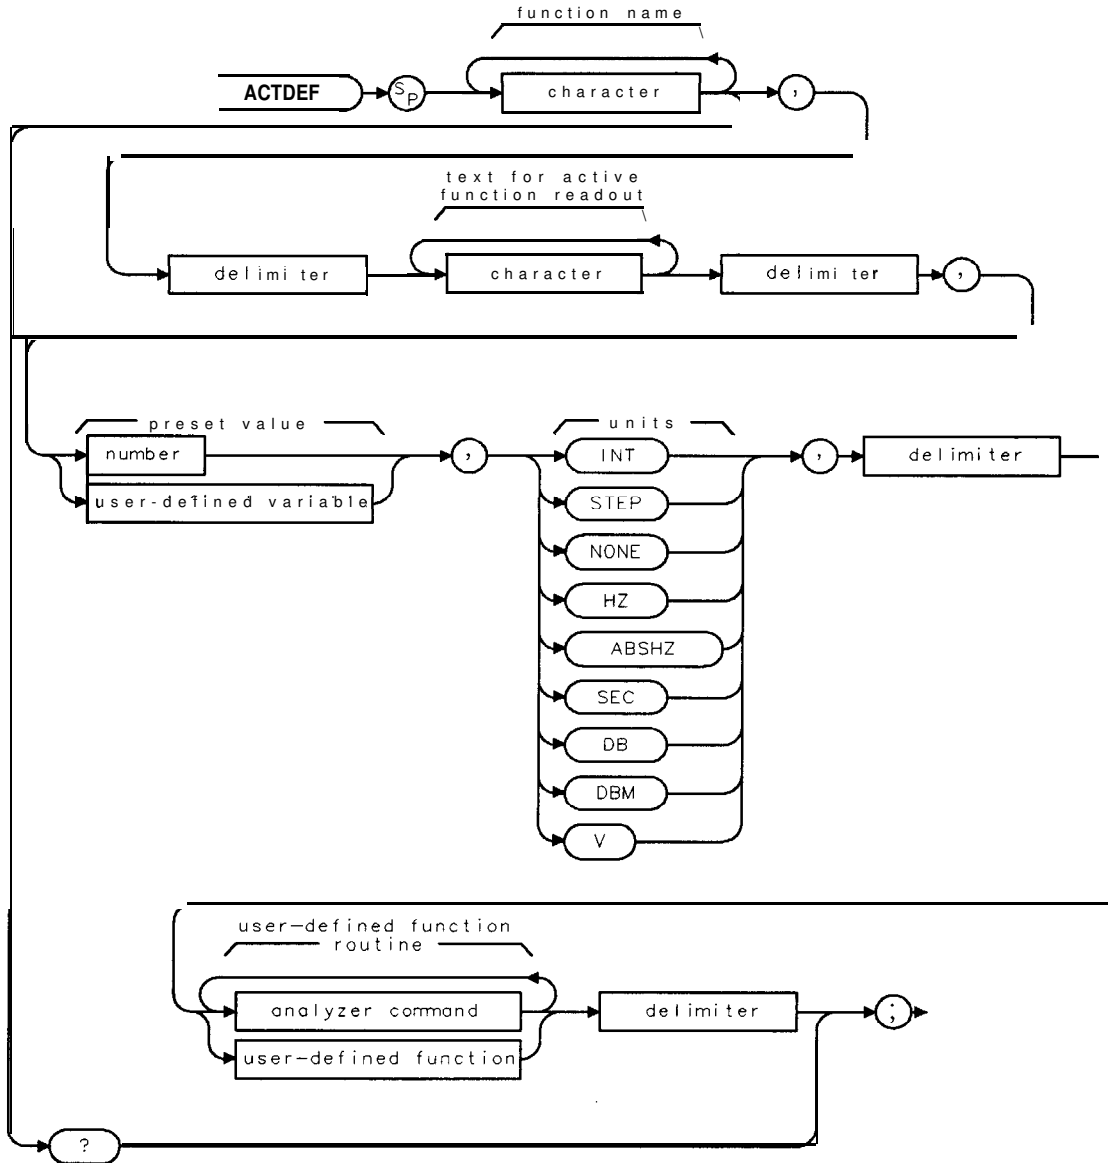 function name
ACTDEF
SP
character
,
text for active
function readout
delimiter
character
delimiter
,
preset value
number
user-defined variable
,
units
INT
STEP
NONE
HZ
ABSHZ
SEC
DB
DBM
V
,
delimiter
user-defined function
routine
analyzer command
user-defined function
delimiter
;
?